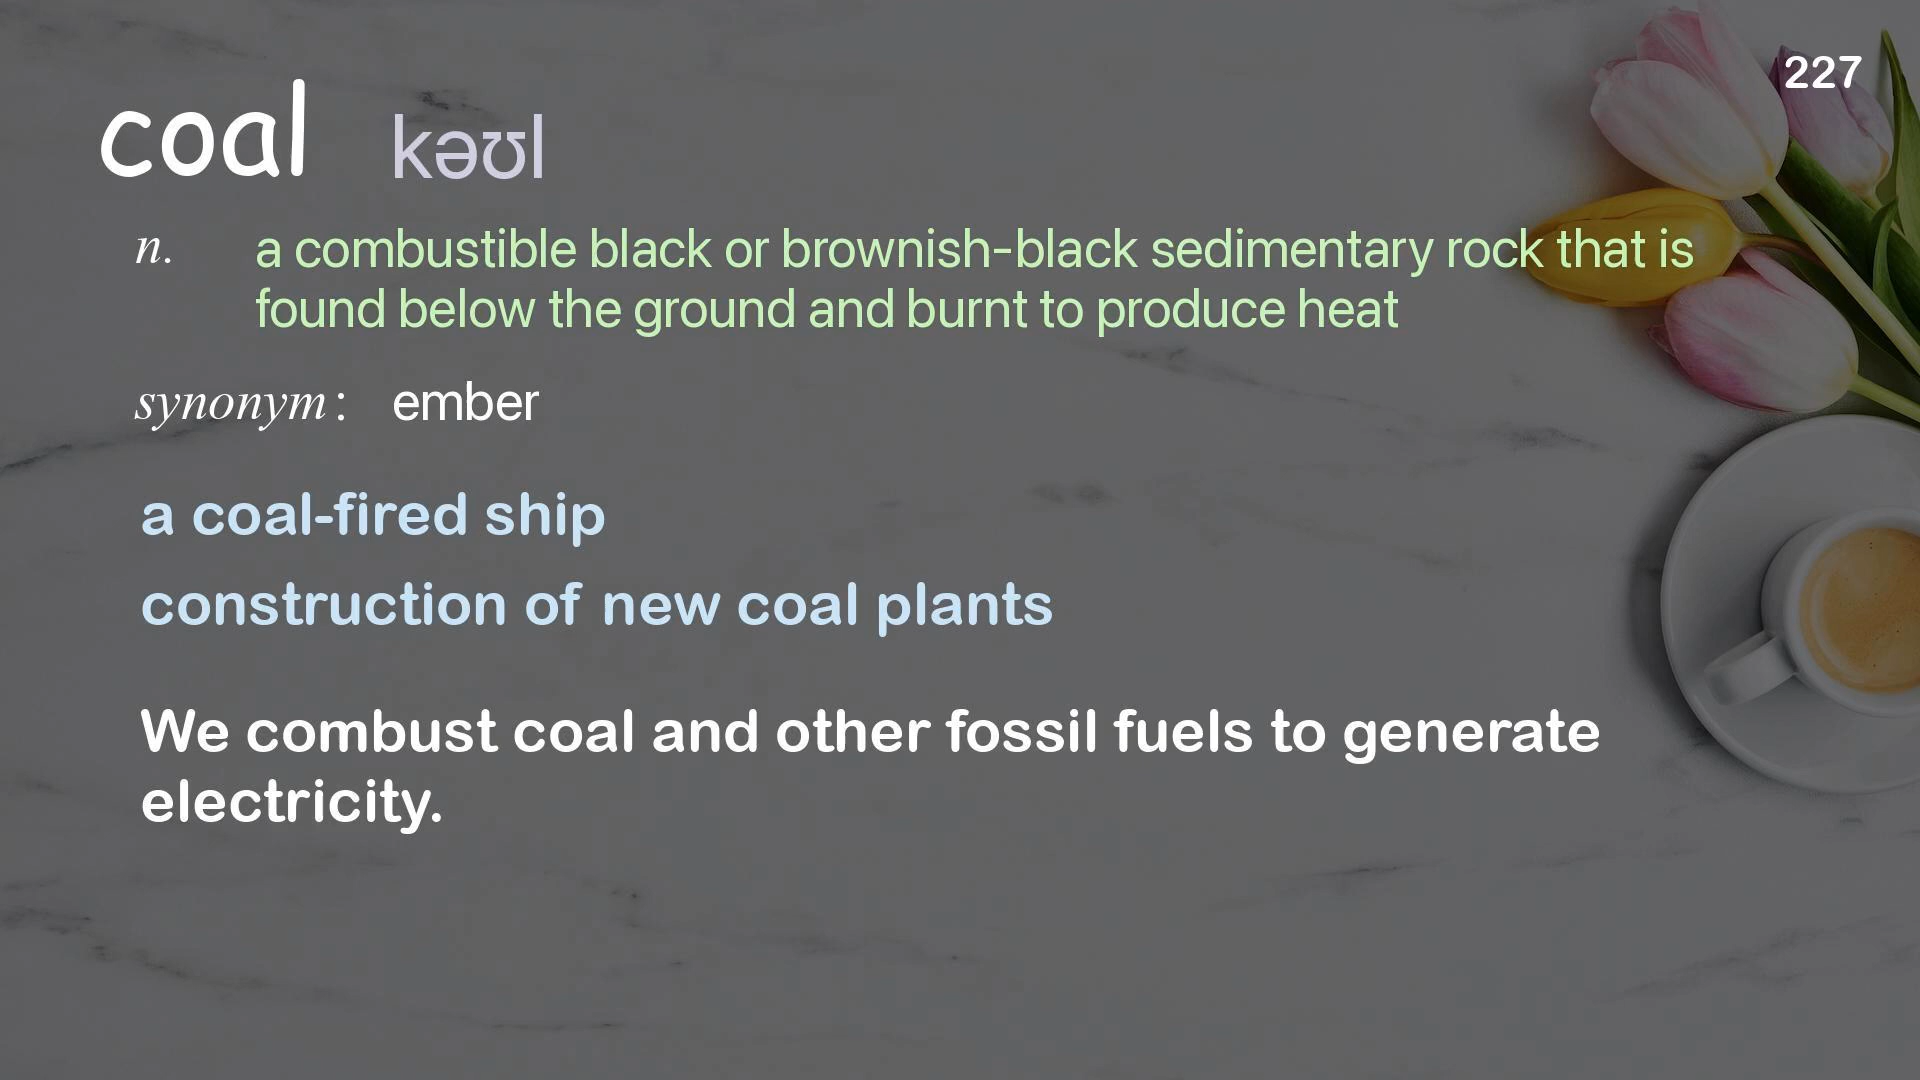 227
coal kəʊl
n. a combustible black or brownish-black sedimentary rock that is
found below the ground and burnt to produce heat
synonym: ember
a coal-fired ship
construction of new coal plants
We combust coal and other fossil fuels to generate
electricity.